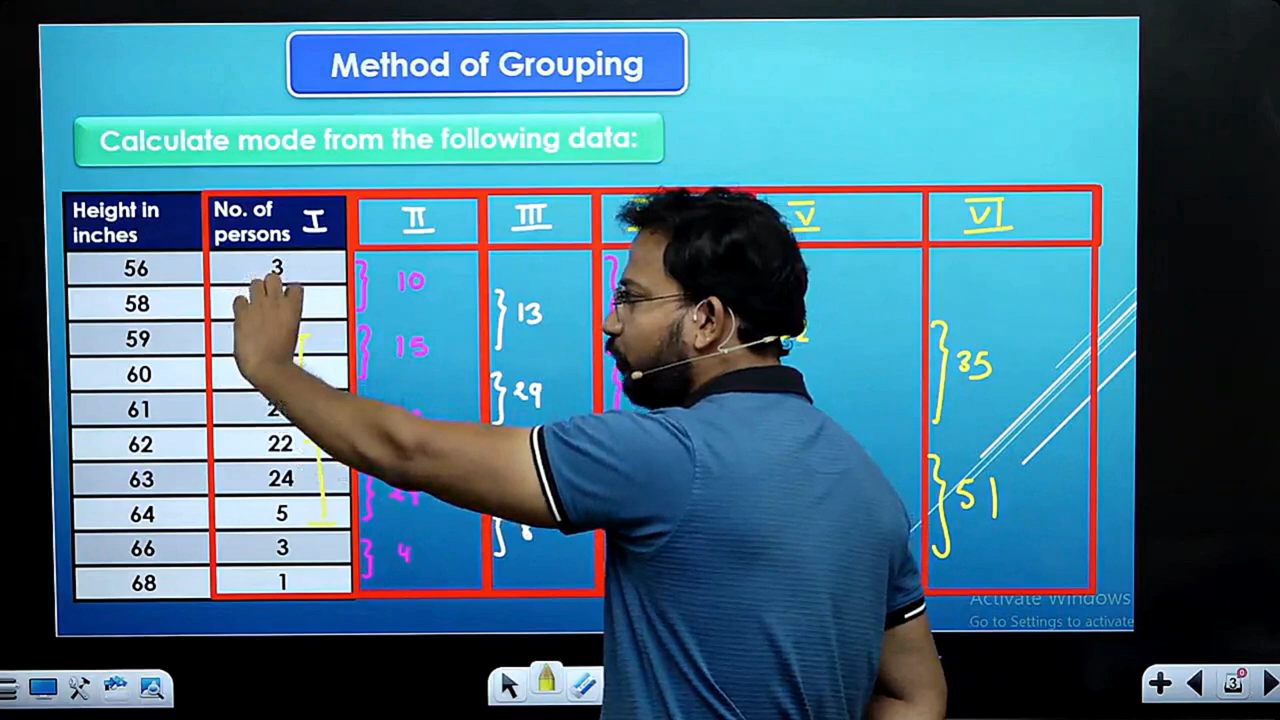 Method of Grouping
Calculate mode from the following data:
Height in inches
No. of persons I
II
III
V
VI
56 3
58
59
60
61
62 22
63 24
64 5
66 3
68 1
10
15
4
13
29
35
51
Activate Windows
Go to Settings to activate
3